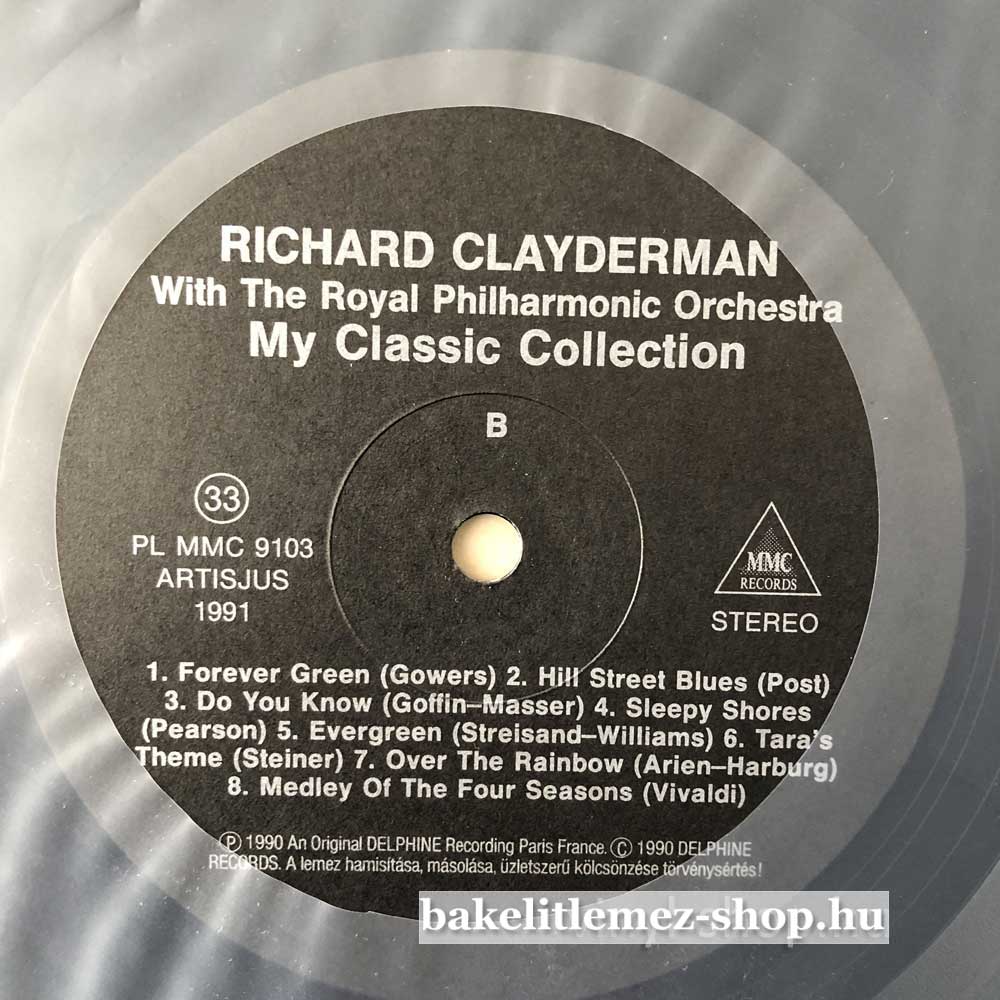 RICHARD CLAYDERMAN
With The Royal Philharmonic Orchestra
My Classic Collection
B
33
PL MMC 9103
ARTISJUS
1991
MMC
RECORDS
STEREO
1. Forever Green (Gowers) 2. Hill Street Blues (Post)
3. Do You Know (Goffin–Masser) 4. Sleepy Shores
(Pearson) 5. Evergreen (Streisand–Williams) 6. Tara's
Theme (Steiner) 7. Over The Rainbow (Arien–Harburg)
8. Medley Of The Four Seasons (Vivaldi)
Ⓟ 1990 An Original DELPHINE Recording Paris France. © 1990 DELPHINE
RECORDS. A lemez hamisítása, másolása, üzletszerű kölcsönzése törvénysértés!
bakelitlemez-shop.hu